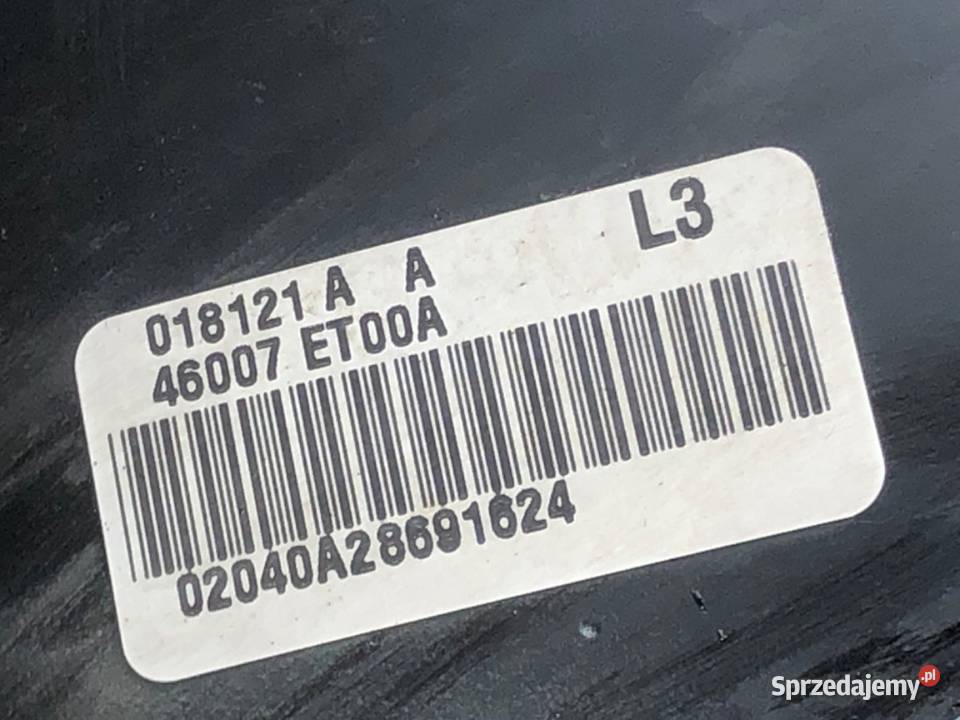 L3
018121 A A
46007 ET00A
02040A28691624
Sprzedajemy.pl